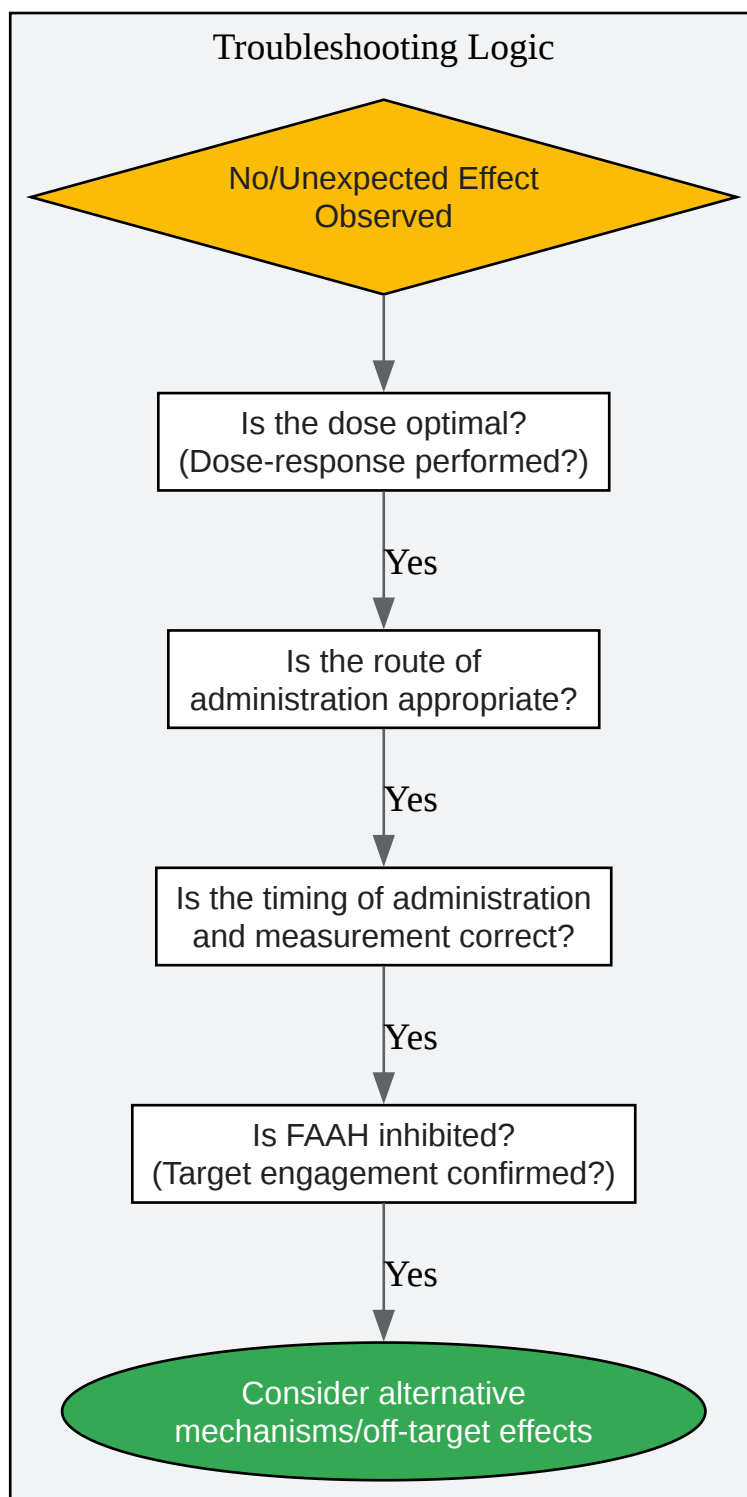 Troubleshooting Logic
No/Unexpected Effect
Observed
Is the dose optimal?
(Dose-response performed?)
Yes
Is the route of
administration appropriate?
Yes
Is the timing of administration
and measurement correct?
Yes
Is FAAH inhibited?
(Target engagement confirmed?)
Yes
Consider alternative
mechanisms/off-target effects